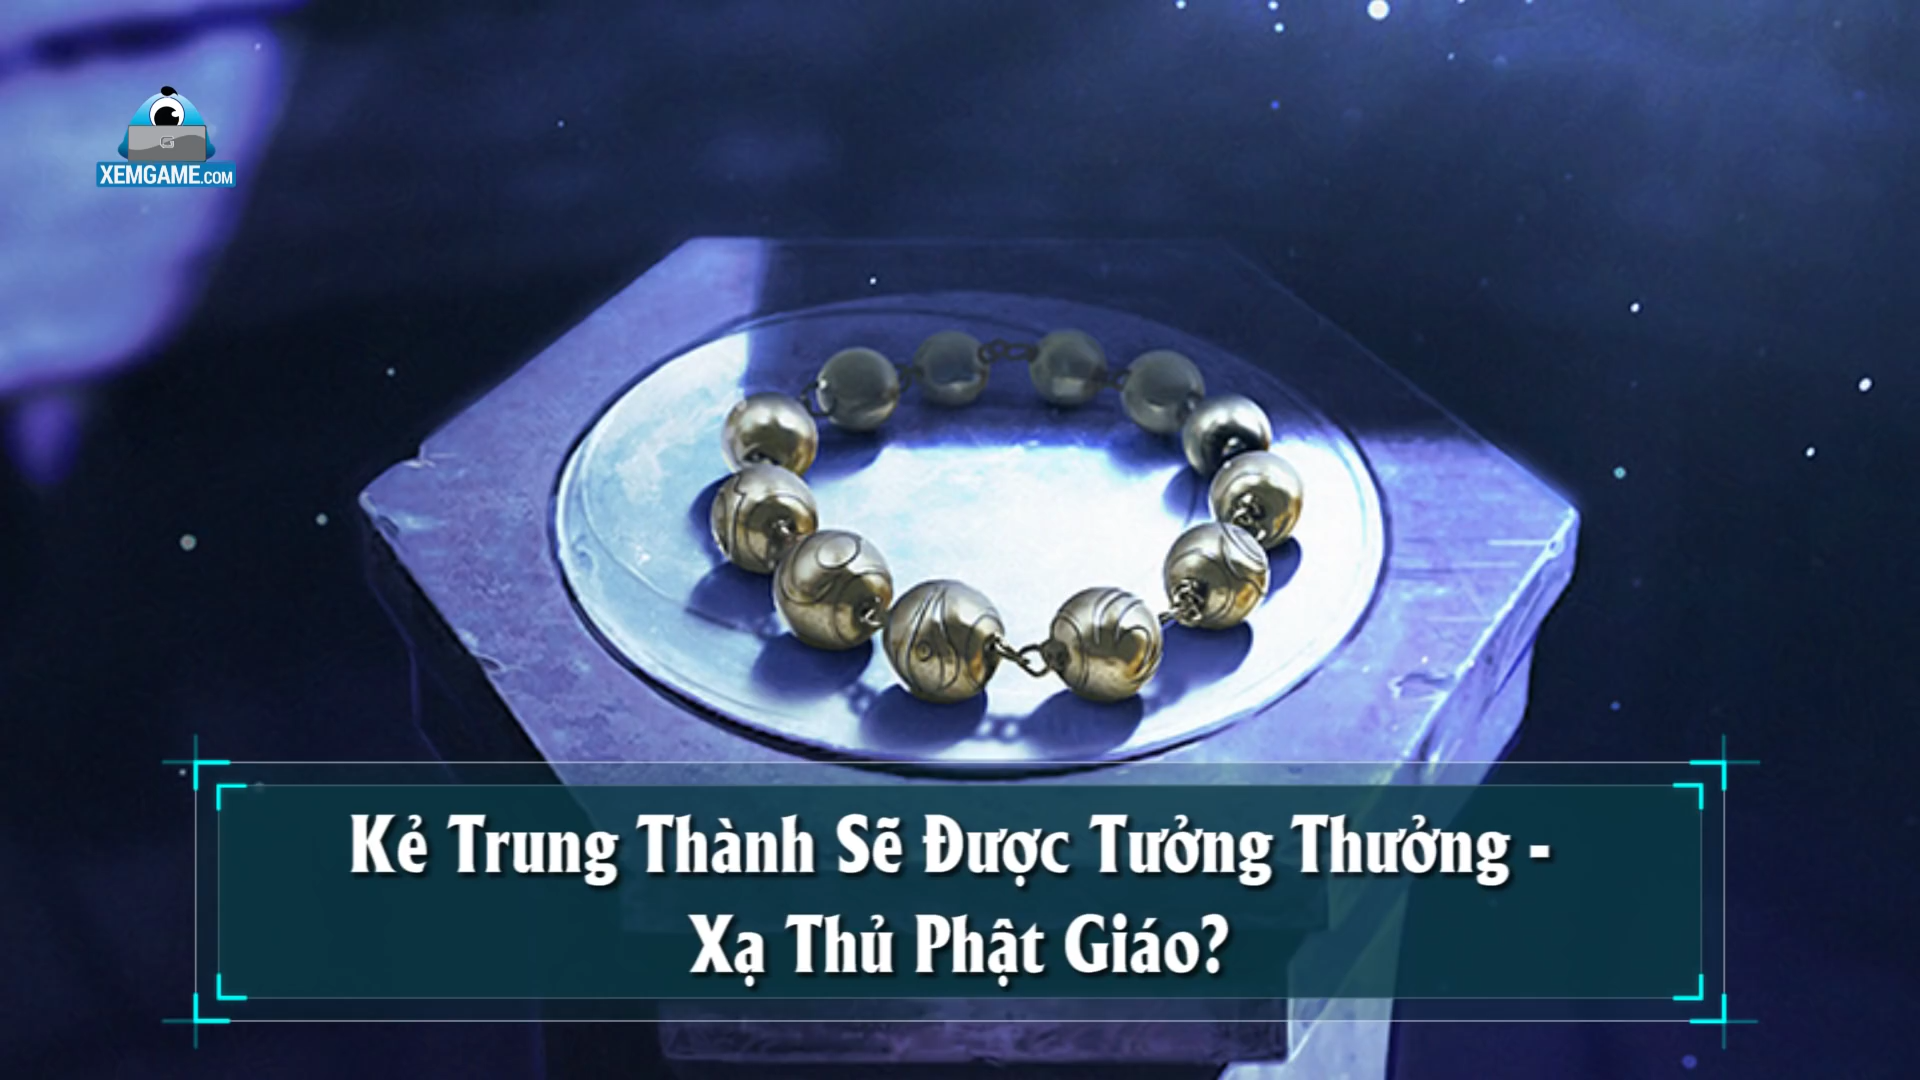 XEMGAME.COM
Kẻ Trung Thành Sẽ Được Tưởng Thưởng -
Xạ Thủ Phật Giáo?